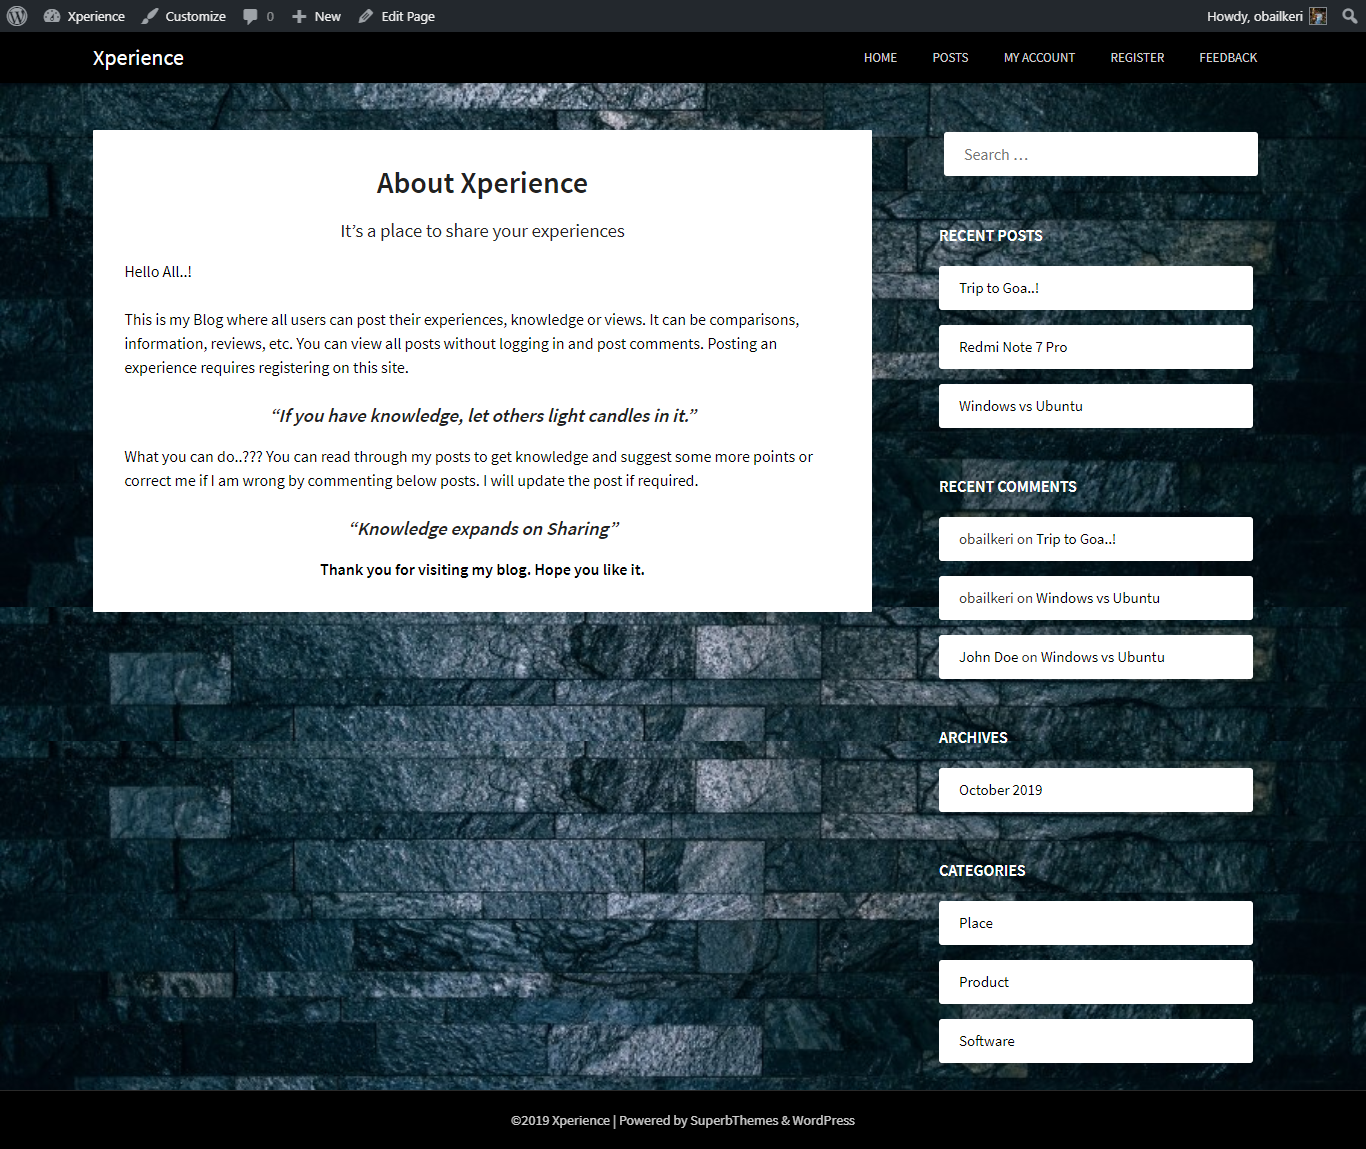 Xperience Customize 0 New Edit Page Howdy, obailkeri
Xperience HOME POSTS MY ACCOUNT REGISTER FEEDBACK
About Xperience
It’s a place to share your experiences
Hello All..!
This is my Blog where all users can post their experiences, knowledge or views. It can be comparisons,
information, reviews, etc. You can view all posts without logging in and post comments. Posting an
experience requires registering on this site.
“If you have knowledge, let others light candles in it.”
What you can do..??? You can read through my posts to get knowledge and suggest some more points or
correct me if I am wrong by commenting below posts. I will update the post if required.
“Knowledge expands on Sharing”
Thank you for visiting my blog. Hope you like it.
Search …
RECENT POSTS
Trip to Goa..!
Redmi Note 7 Pro
Windows vs Ubuntu
RECENT COMMENTS
obailkeri on Trip to Goa..!
obailkeri on Windows vs Ubuntu
John Doe on Windows vs Ubuntu
ARCHIVES
October 2019
CATEGORIES
Place
Product
Software
©2019 Xperience | Powered by SuperbThemes & WordPress